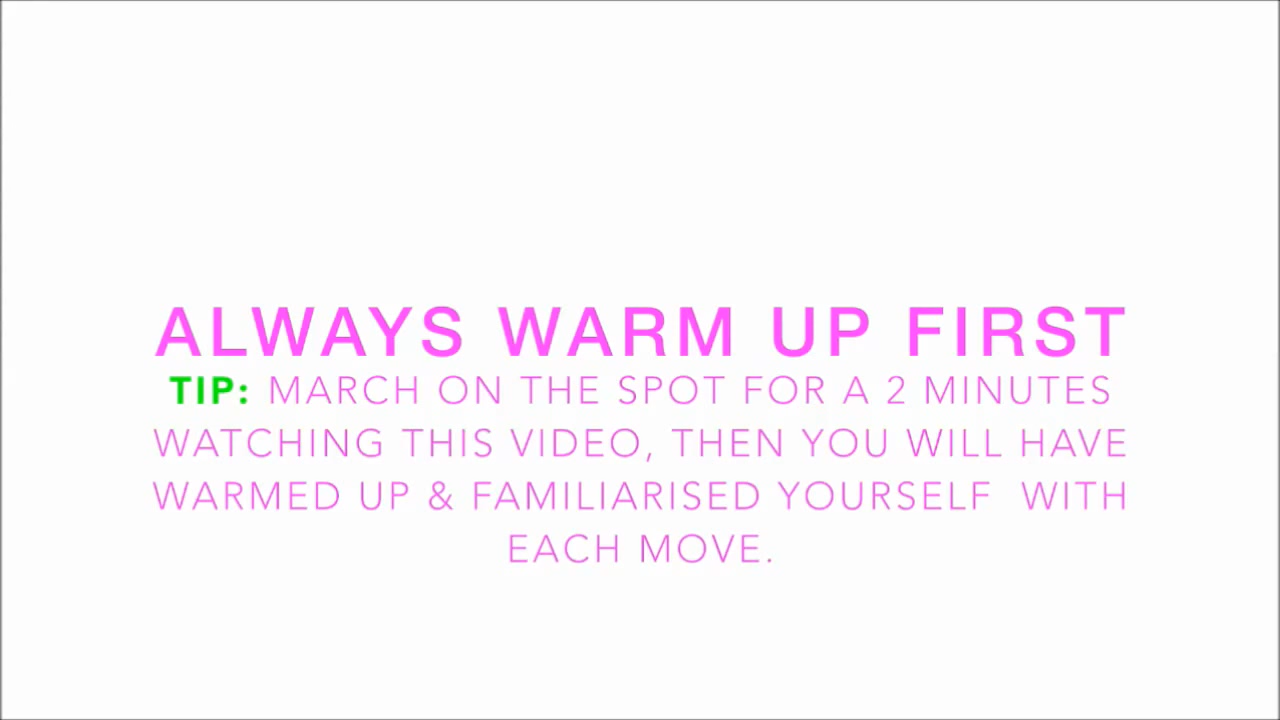 ALWAYS WARM UP FIRST
TIP: MARCH ON THE SPOT FOR A 2 MINUTES
WATCHING THIS VIDEO, THEN YOU WILL HAVE
WARMED UP & FAMILIARISED YOURSELF  WITH
EACH MOVE.